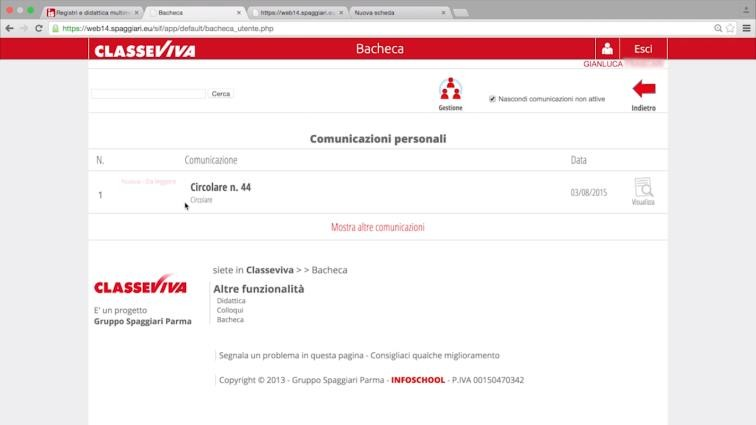 Registri e didattica multim
Bacheca
https://web14.spaggiari.eu
Nuova scheda
https://web14.spaggiari.eu/sif/app/default/bacheca_utente.php
CLASSEVIVA
Bacheca
Esci
GIANLUCA
Cerca
Gestione
Nascondi comunicazioni non attive
Indietro
Comunicazioni personali
N. Comunicazione Data
Nuova - Da leggere
1 Circolare n. 44 03/08/2015
Circolare
Visualizza
Mostra altre comunicazioni
siete in Classeviva > > Bacheca
CLASSEVIVA
Altre funzionalità
Didattica
Colloqui
Bacheca
E' un progetto
Gruppo Spaggiari Parma
Segnala un problema in questa pagina - Consigliaci qualche miglioramento
Copyright © 2013 - Gruppo Spaggiari Parma - INFOSCHOOL - P.IVA 00150470342